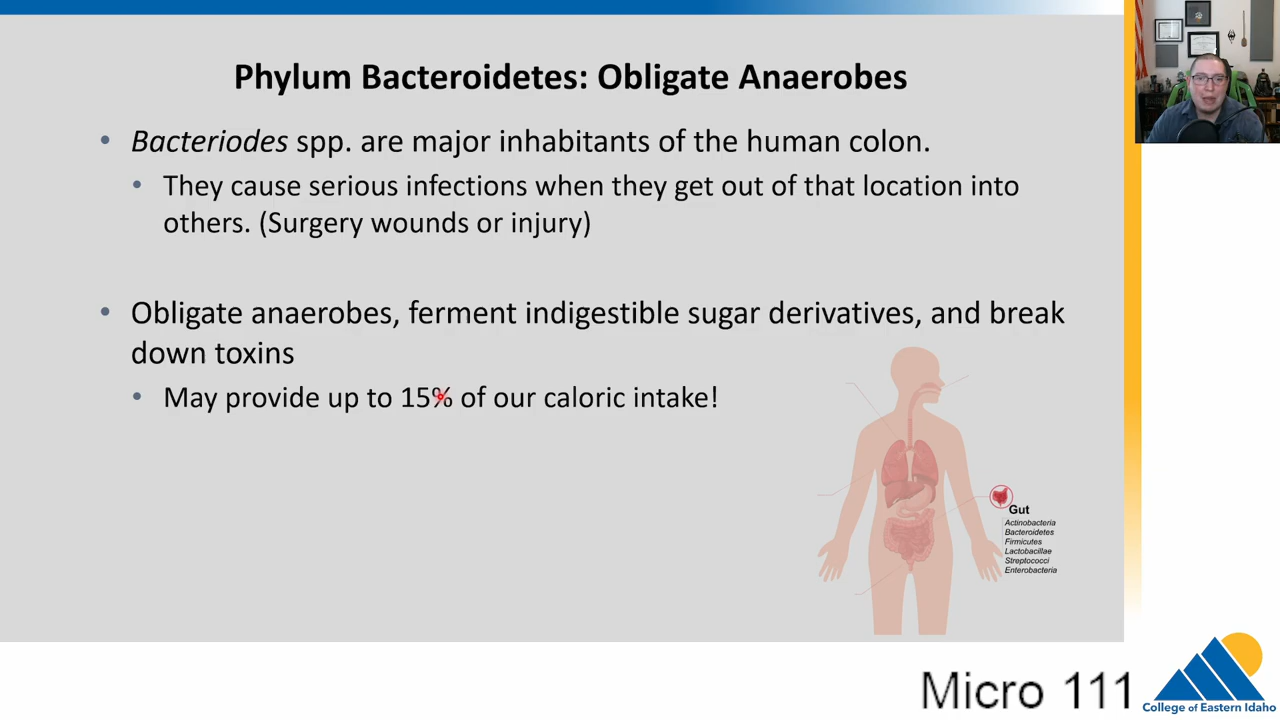 Phylum Bacteroidetes: Obligate Anaerobes
• Bacteriodes spp. are major inhabitants of the human colon.
• They cause serious infections when they get out of that location into
others. (Surgery wounds or injury)
• Obligate anaerobes, ferment indigestible sugar derivatives, and break
down toxins
• May provide up to 15% of our caloric intake!
Gut
Actinobacteria
Bacteroidetes
Firmicutes
Lactobacillae
Streptococci
Enterobacteria
Micro 111
College of Eastern Idaho